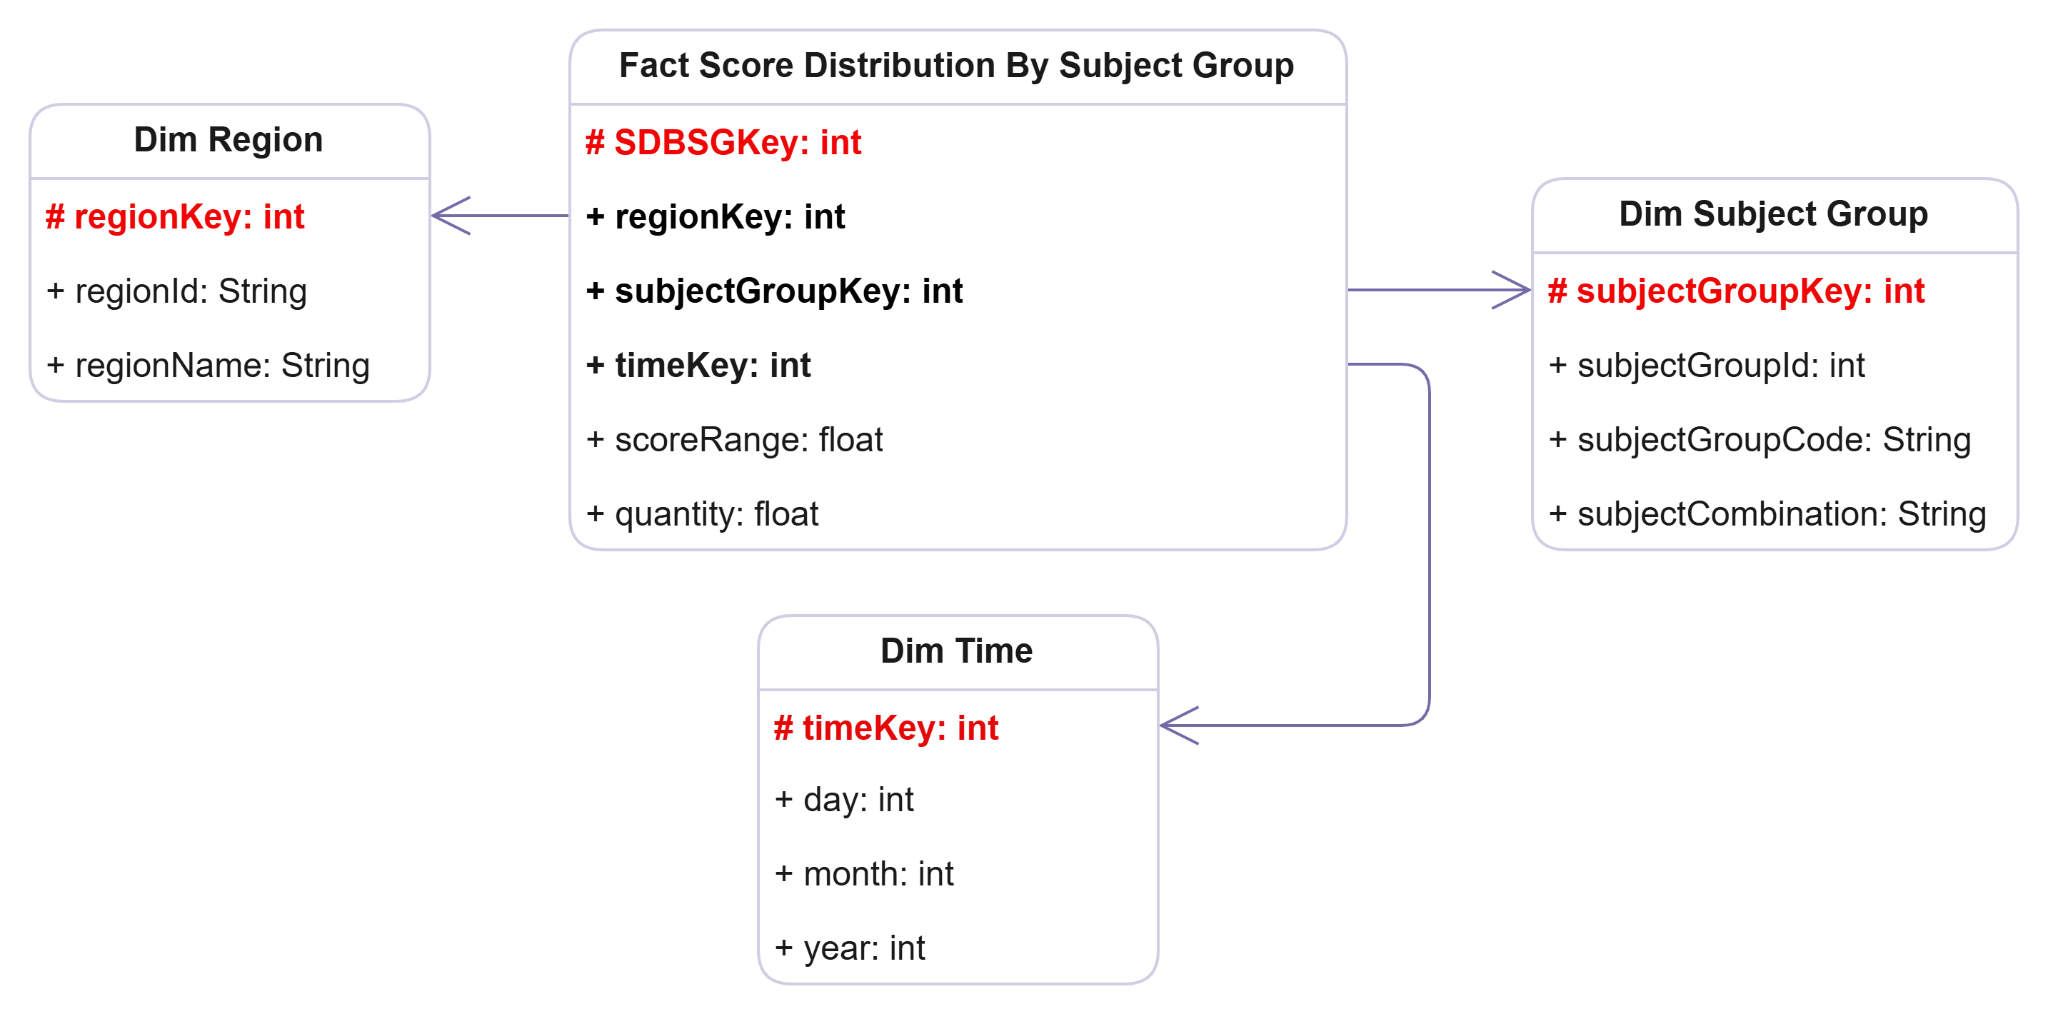 Fact Score Distribution By Subject Group
# SDBSGKey: int
+ regionKey: int
+ subjectGroupKey: int
+ timeKey: int
+ scoreRange: float
+ quantity: float
Dim Region
# regionKey: int
+ regionId: String
+ regionName: String
Dim Subject Group
# subjectGroupKey: int
+ subjectGroupId: int
+ subjectGroupCode: String
+ subjectCombination: String
Dim Time
# timeKey: int
+ day: int
+ month: int
+ year: int